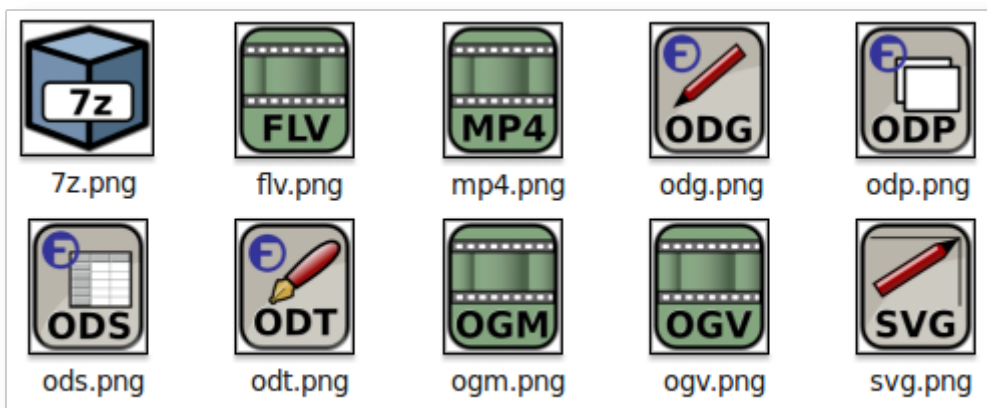 7z
FLV
MP4
ODG
ODP
7z.png
flv.png
mp4.png
odg.png
odp.png
ODS
ODT
OGM
OGV
SVG
ods.png
odt.png
ogm.png
ogv.png
svg.png